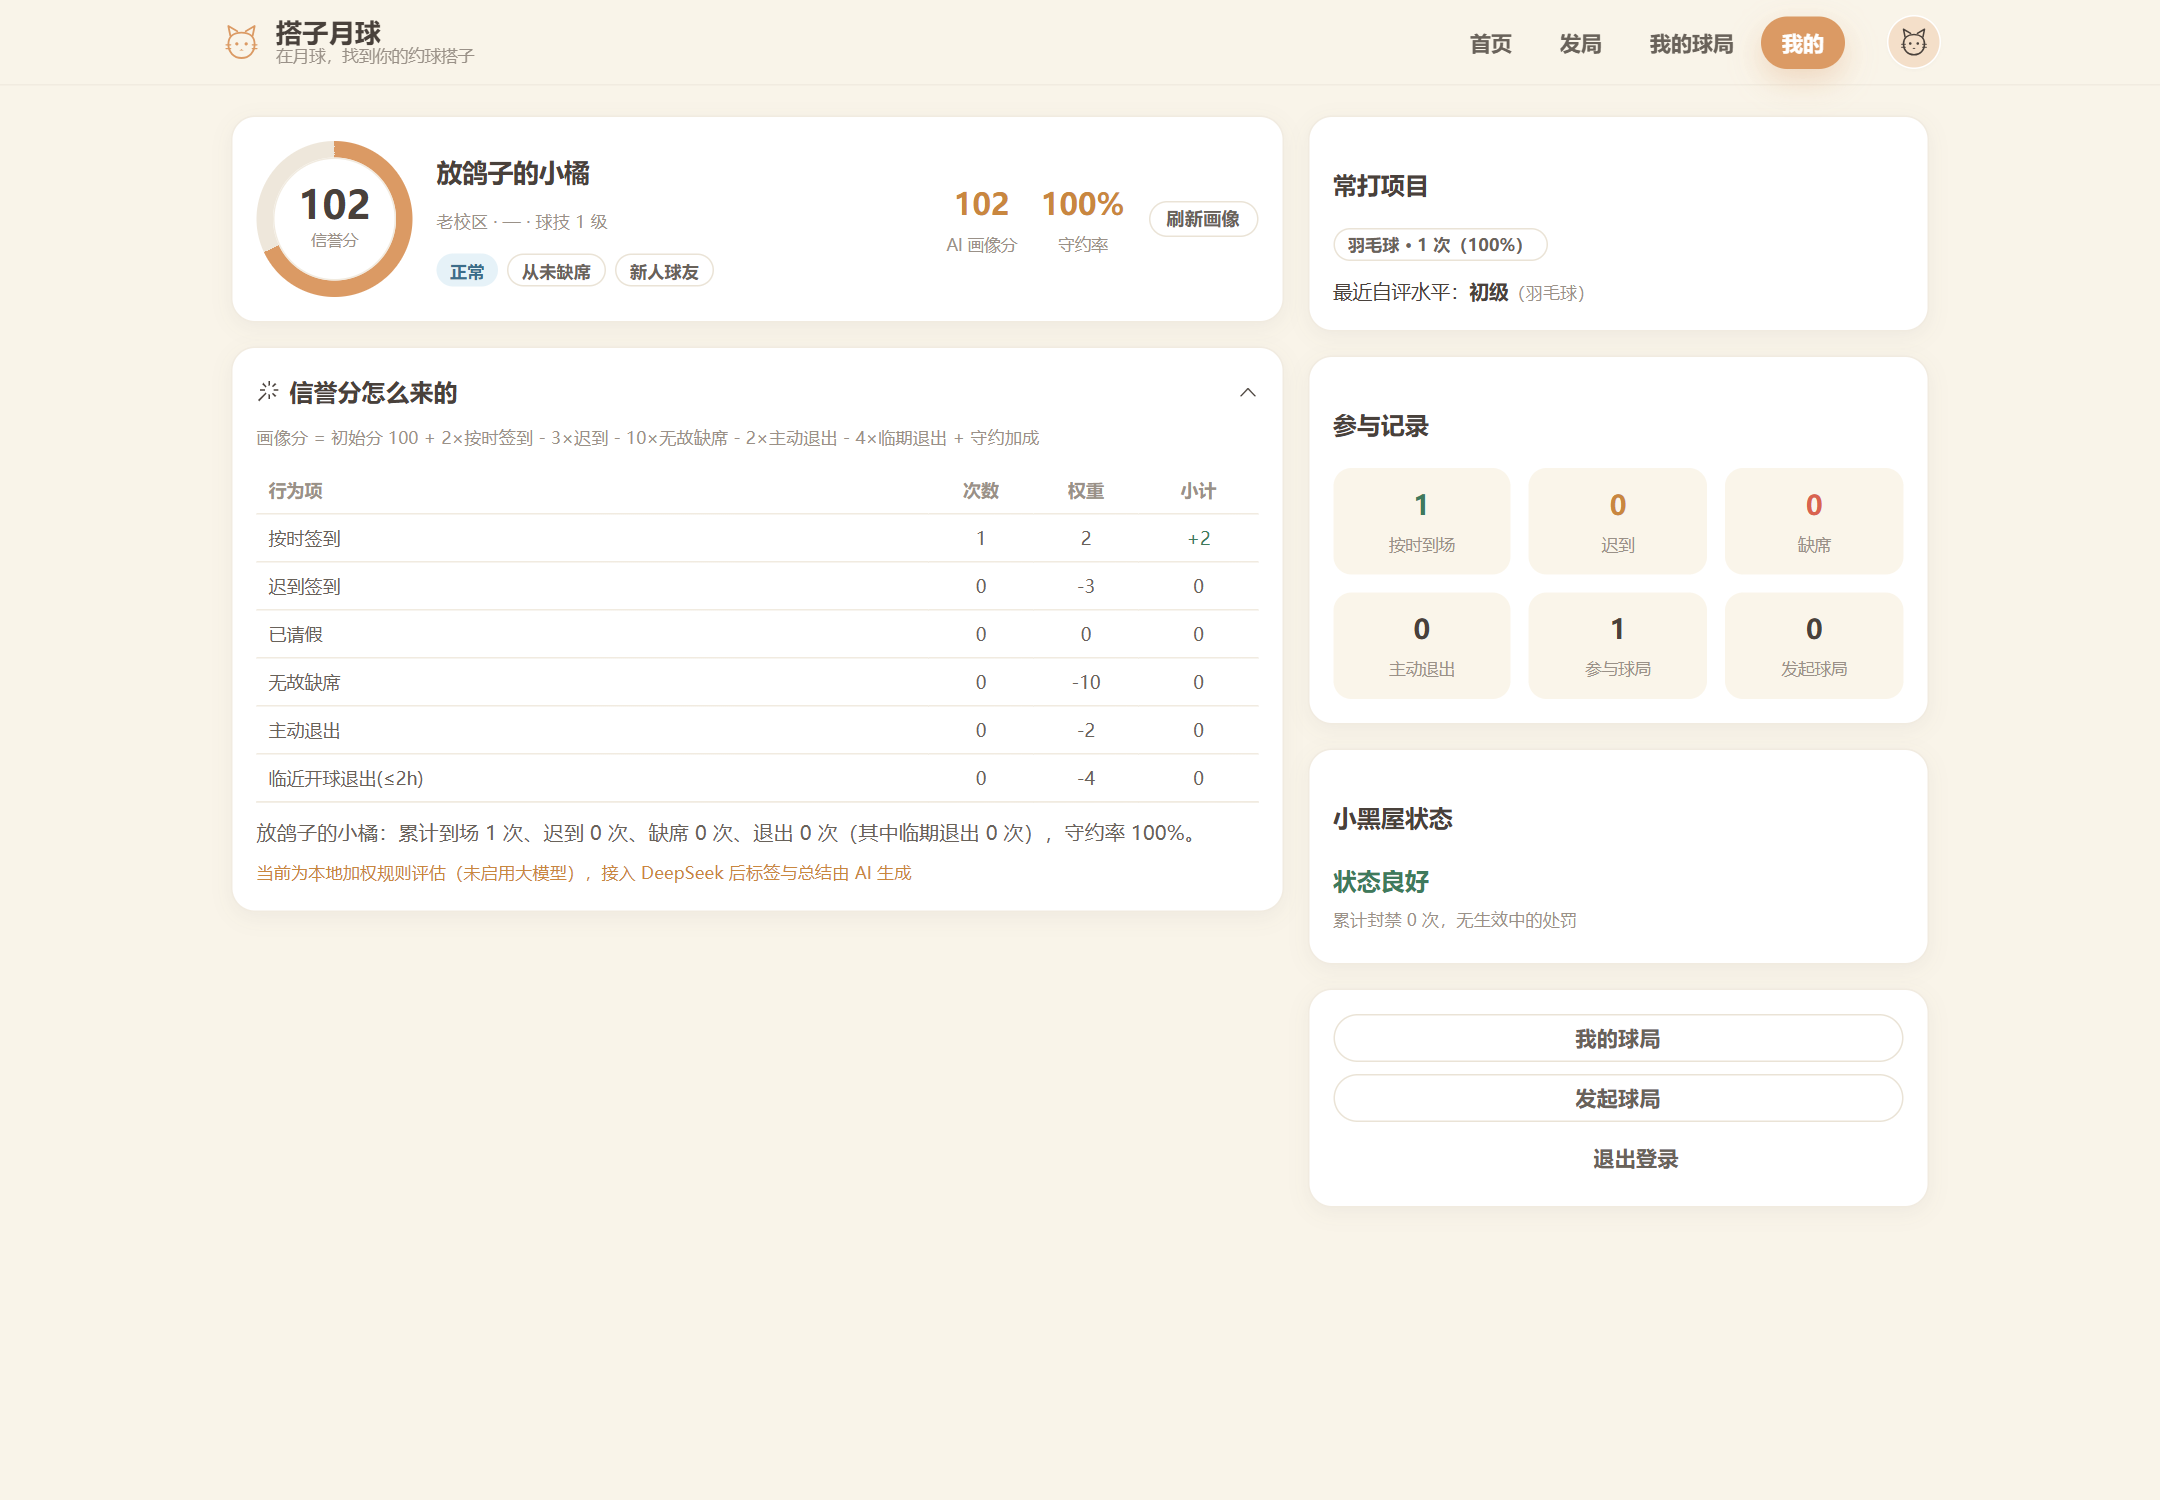 搭子月球
在月球，找到你的约球搭子
首页
发局
我的球局
我的
102
信誉分
放鸽子的小橘
老校区 · — · 球技 1 级
正常
从未缺席
新人球友
102
AI 画像分
100%
守约率
刷新画像
信誉分怎么来的
画像分 = 初始分 100 + 2×按时签到 - 3×迟到 - 10×无故缺席 - 2×主动退出 - 4×临期退出 + 守约加成
行为项 次数 权重 小计
按时签到 1 2 +2
迟到签到 0 -3 0
已请假 0 0 0
无故缺席 0 -10 0
主动退出 0 -2 0
临近开球退出(≤2h) 0 -4 0
放鸽子的小橘：累计到场 1 次、迟到 0 次、缺席 0 次、退出 0 次（其中临期退出 0 次），守约率 100%。
当前为本地加权规则评估（未启用大模型），接入 DeepSeek 后标签与总结由 AI 生成
常打项目
羽毛球 • 1 次（100%）
最近自评水平：初级（羽毛球）
参与记录
1
按时到场
0
迟到
0
缺席
0
主动退出
1
参与球局
0
发起球局
小黑屋状态
状态良好
累计封禁 0 次，无生效中的处罚
我的球局
发起球局
退出登录